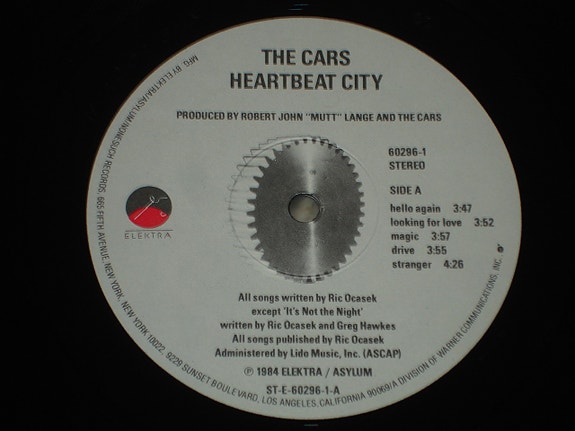 THE CARS
HEARTBEAT CITY
PRODUCED BY ROBERT JOHN "MUTT" LANGE AND THE CARS
60296-1
STEREO
SIDE A
hello again 3:47
looking for love 3:52
magic 3:57
drive 3:55
stranger 4:26
ELEKTRA
All songs written by Ric Ocasek
except 'It's Not the Night'
written by Ric Ocasek and Greg Hawkes
All songs published by Ric Ocasek
Administered by Lido Music, Inc. (ASCAP)
℗ 1984 ELEKTRA / ASYLUM
ST-E-60296-1-A
MFG. BY ELEKTRA/ASYLUM/NONESUCH RECORDS, 665 FIFTH AVENUE, NEW YORK, NEW YORK 10022, 9229 SUNSET BOULEVARD, LOS ANGELES, CALIFORNIA 90069/A DIVISION OF WARNER COMMUNICATIONS, INC.